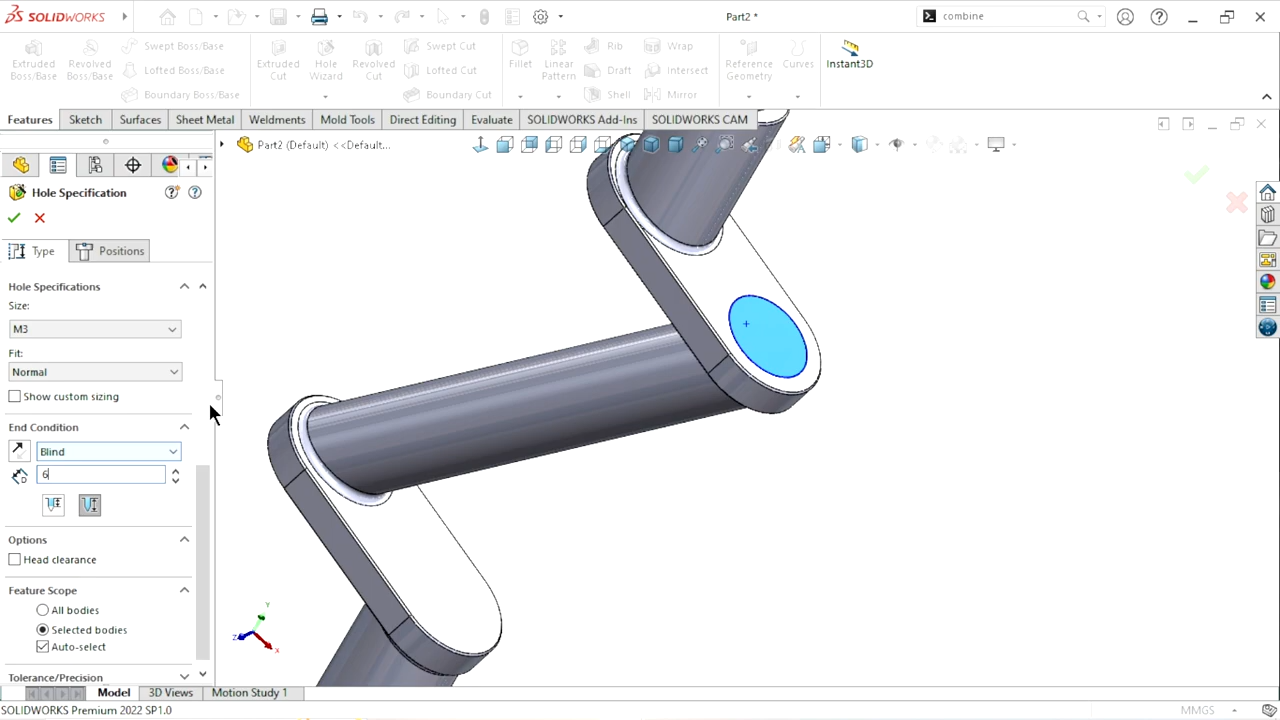 SOLIDWORKS
Part2 *
combine
Extruded Boss/Base
Revolved Boss/Base
Swept Boss/Base
Lofted Boss/Base
Boundary Boss/Base
Extruded Cut
Hole Wizard
Revolved Cut
Swept Cut
Lofted Cut
Boundary Cut
Fillet
Linear Pattern
Rib
Draft
Shell
Wrap
Intersect
Mirror
Reference Geometry
Curves
Instant3D
Features
Sketch
Surfaces
Sheet Metal
Weldments
Mold Tools
Direct Editing
Evaluate
SOLIDWORKS Add-Ins
SOLIDWORKS CAM
Part2 (Default) <<Default...
Hole Specification
Type
Positions
Hole Specifications
Size:
M3
Fit:
Normal
Show custom sizing
End Condition
Blind
6
Options
Head clearance
Feature Scope
All bodies
Selected bodies
Auto-select
Tolerance/Precision
Y
Z
X
Model
3D Views
Motion Study 1
SOLIDWORKS Premium 2022 SP1.0
MMGS